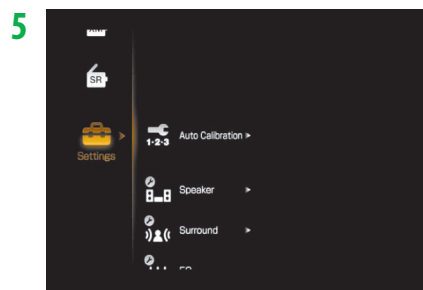 5
SR
Settings
1·2·3 Auto Calibration
Speaker
Surround